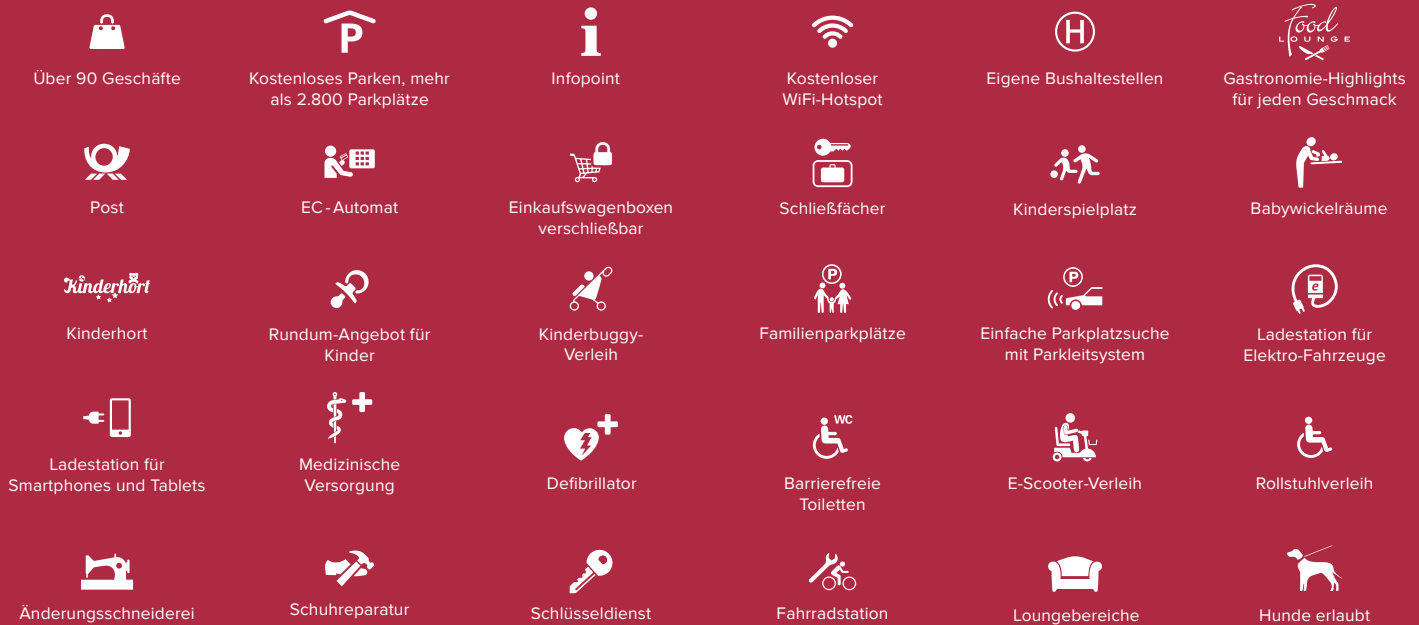 P
i
H
Food
LOUNGE
Über 90 Geschäfte
Kostenloses Parken, mehr
als 2.800 Parkplätze
Infopoint
Kostenloser
WiFi-Hotspot
Eigene Bushaltestellen
Gastronomie-Highlights
für jeden Geschmack
Post
EC-Automat
Einkaufswagenboxen
verschließbar
Schließfächer
Kinderspielplatz
Babywickelräume
Kinderhort
P
P
e
Kinderhort
Rundum-Angebot für
Kinder
Kinderbuggy-
Verleih
Familienparkplätze
Einfache Parkplatzsuche
mit Parkleitsystem
Ladestation für
Elektro-Fahrzeuge
WC
Ladestation für
Smartphones und Tablets
Medizinische
Versorgung
Defibrillator
Barrierefreie
Toiletten
E-Scooter-Verleih
Rollstuhlverleih
Änderungsschneiderei
Schuhreparatur
Schlüsseldienst
Fahrradstation
Loungebereiche
Hunde erlaubt